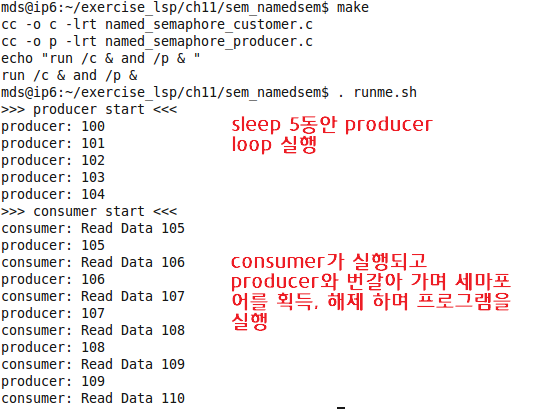 mds@ip6:~/exercise_lsp/ch11/sem_namedsem$ make
cc -o c -lrt named_semaphore_customer.c
cc -o p -lrt named_semaphore_producer.c
echo "run /c & and /p & "
run /c & and /p &
mds@ip6:~/exercise_lsp/ch11/sem_namedsem$ . runme.sh
>>> producer start <<<
producer: 100
producer: 101
producer: 102
producer: 103
producer: 104
sleep 5동안 producer
loop 실행
>>> consumer start <<<
consumer: Read Data 105
producer: 105
consumer: Read Data 106
producer: 106
consumer: Read Data 107
producer: 107
consumer: Read Data 108
producer: 108
consumer: Read Data 109
producer: 109
consumer: Read Data 110
consumer가 실행되고
producer와 번갈아 가며 세마포
어를 획득, 해제 하며 프로그램을
실행